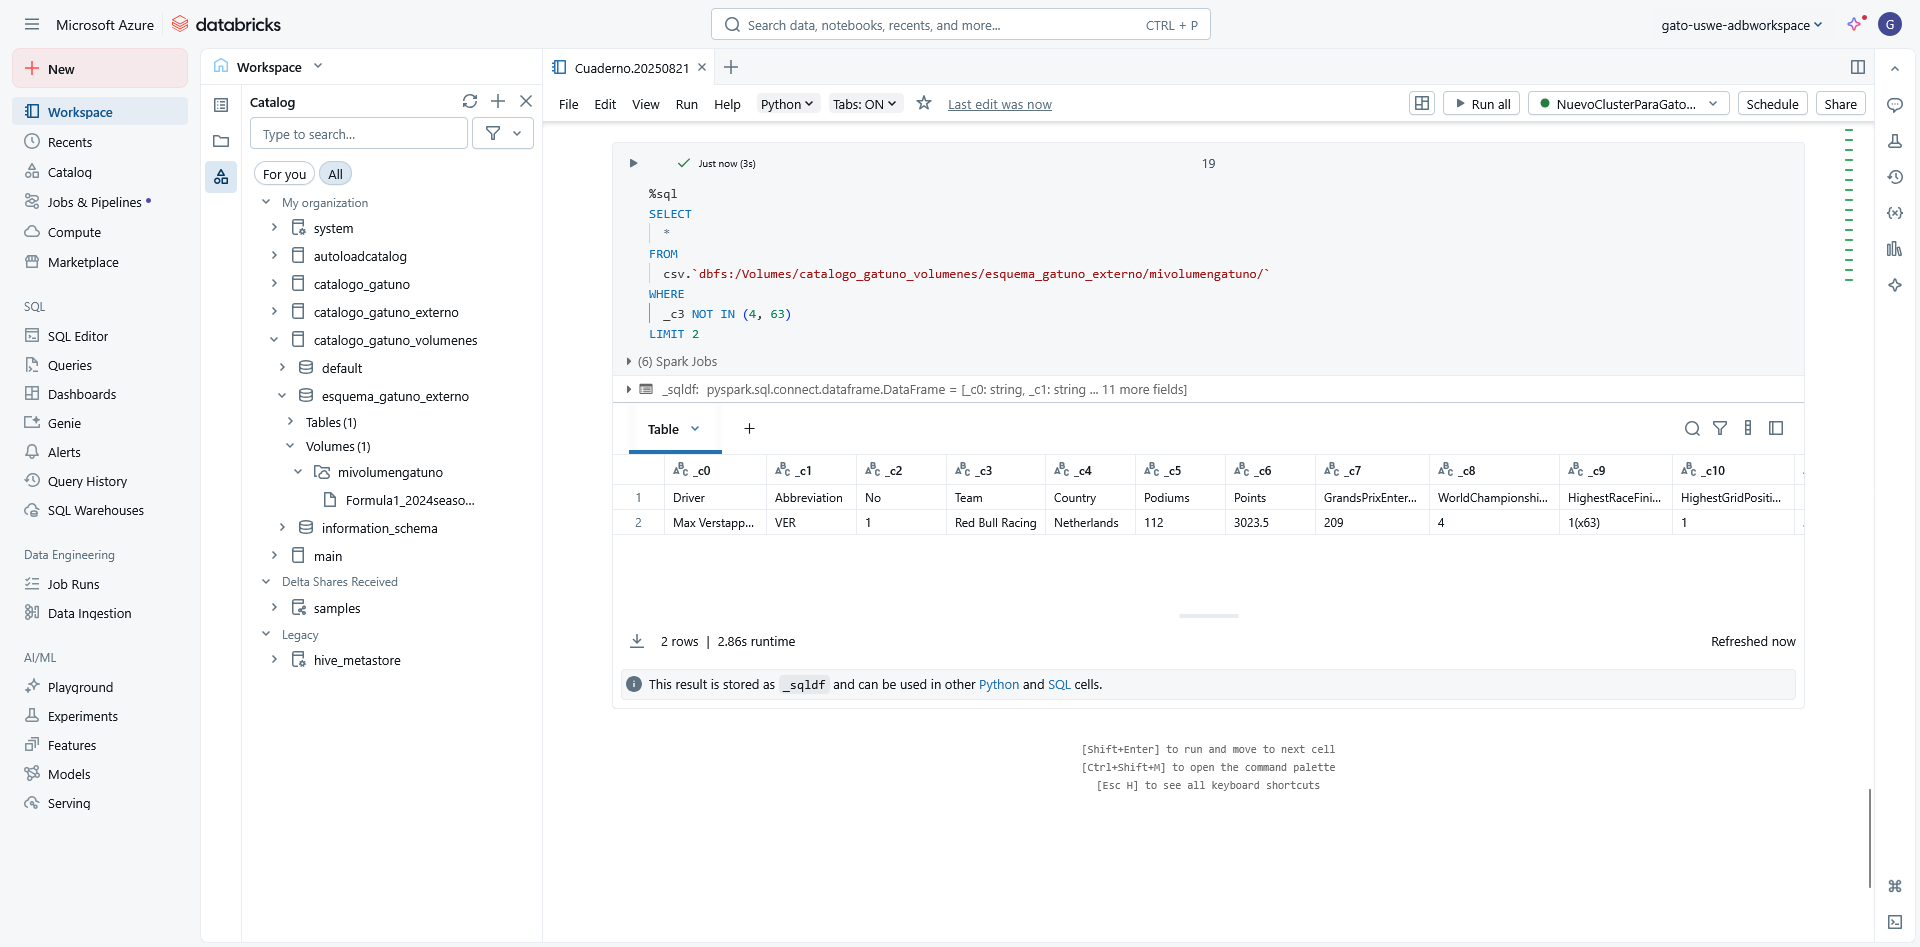 Microsoft Azure
databricks
Search data, notebooks, recents, and more...
CTRL + P
gato-uswe-adbworkspace
G
New
Workspace
Recents
Catalog
Jobs & Pipelines
Compute
Marketplace
SQL
SQL Editor
Queries
Dashboards
Genie
Alerts
Query History
SQL Warehouses
Data Engineering
Job Runs
Data Ingestion
AI/ML
Playground
Experiments
Features
Models
Serving
Workspace
Catalog
Type to search...
For you
All
My organization
system
autoloadcatalog
catalogo_gatuno
catalogo_gatuno_externo
catalogo_gatuno_volumenes
default
esquema_gatuno_externo
Tables (1)
Volumes (1)
mivolumengatuno
Formula1_2024seaso...
information_schema
main
Delta Shares Received
samples
Legacy
hive_metastore
Cuaderno.20250821
File Edit View Run Help Python Tabs: ON Last edit was now
Run all
NuevoClusterParaGato...
Schedule
Share
Just now (3s)
19
%sql
SELECT
*
FROM
csv.`dbfs:/Volumes/catalogo_gatuno_volumenes/esquema_gatuno_externo/mivolumengatuno/`
WHERE
_c3 NOT IN (4, 63)
LIMIT 2
(6) Spark Jobs
_sqldf: pyspark.sql.connect.dataframe.DataFrame = [_c0: string, _c1: string ... 11 more fields]
Table
_c0 _c1 _c2 _c3 _c4 _c5 _c6 _c7 _c8 _c9 _c10
1 Driver Abbreviation No Team Country Podiums Points GrandsPrixEnter... WorldChampionshi... HighestRaceFini... HighestGridPositi...
2 Max Verstapp... VER 1 Red Bull Racing Netherlands 112 3023.5 209 4 1(x63) 1
2 rows | 2.86s runtime
Refreshed now
This result is stored as _sqldf and can be used in other Python and SQL cells.
[Shift+Enter] to run and move to next cell
[Ctrl+Shift+M] to open the command palette
[Esc H] to see all keyboard shortcuts